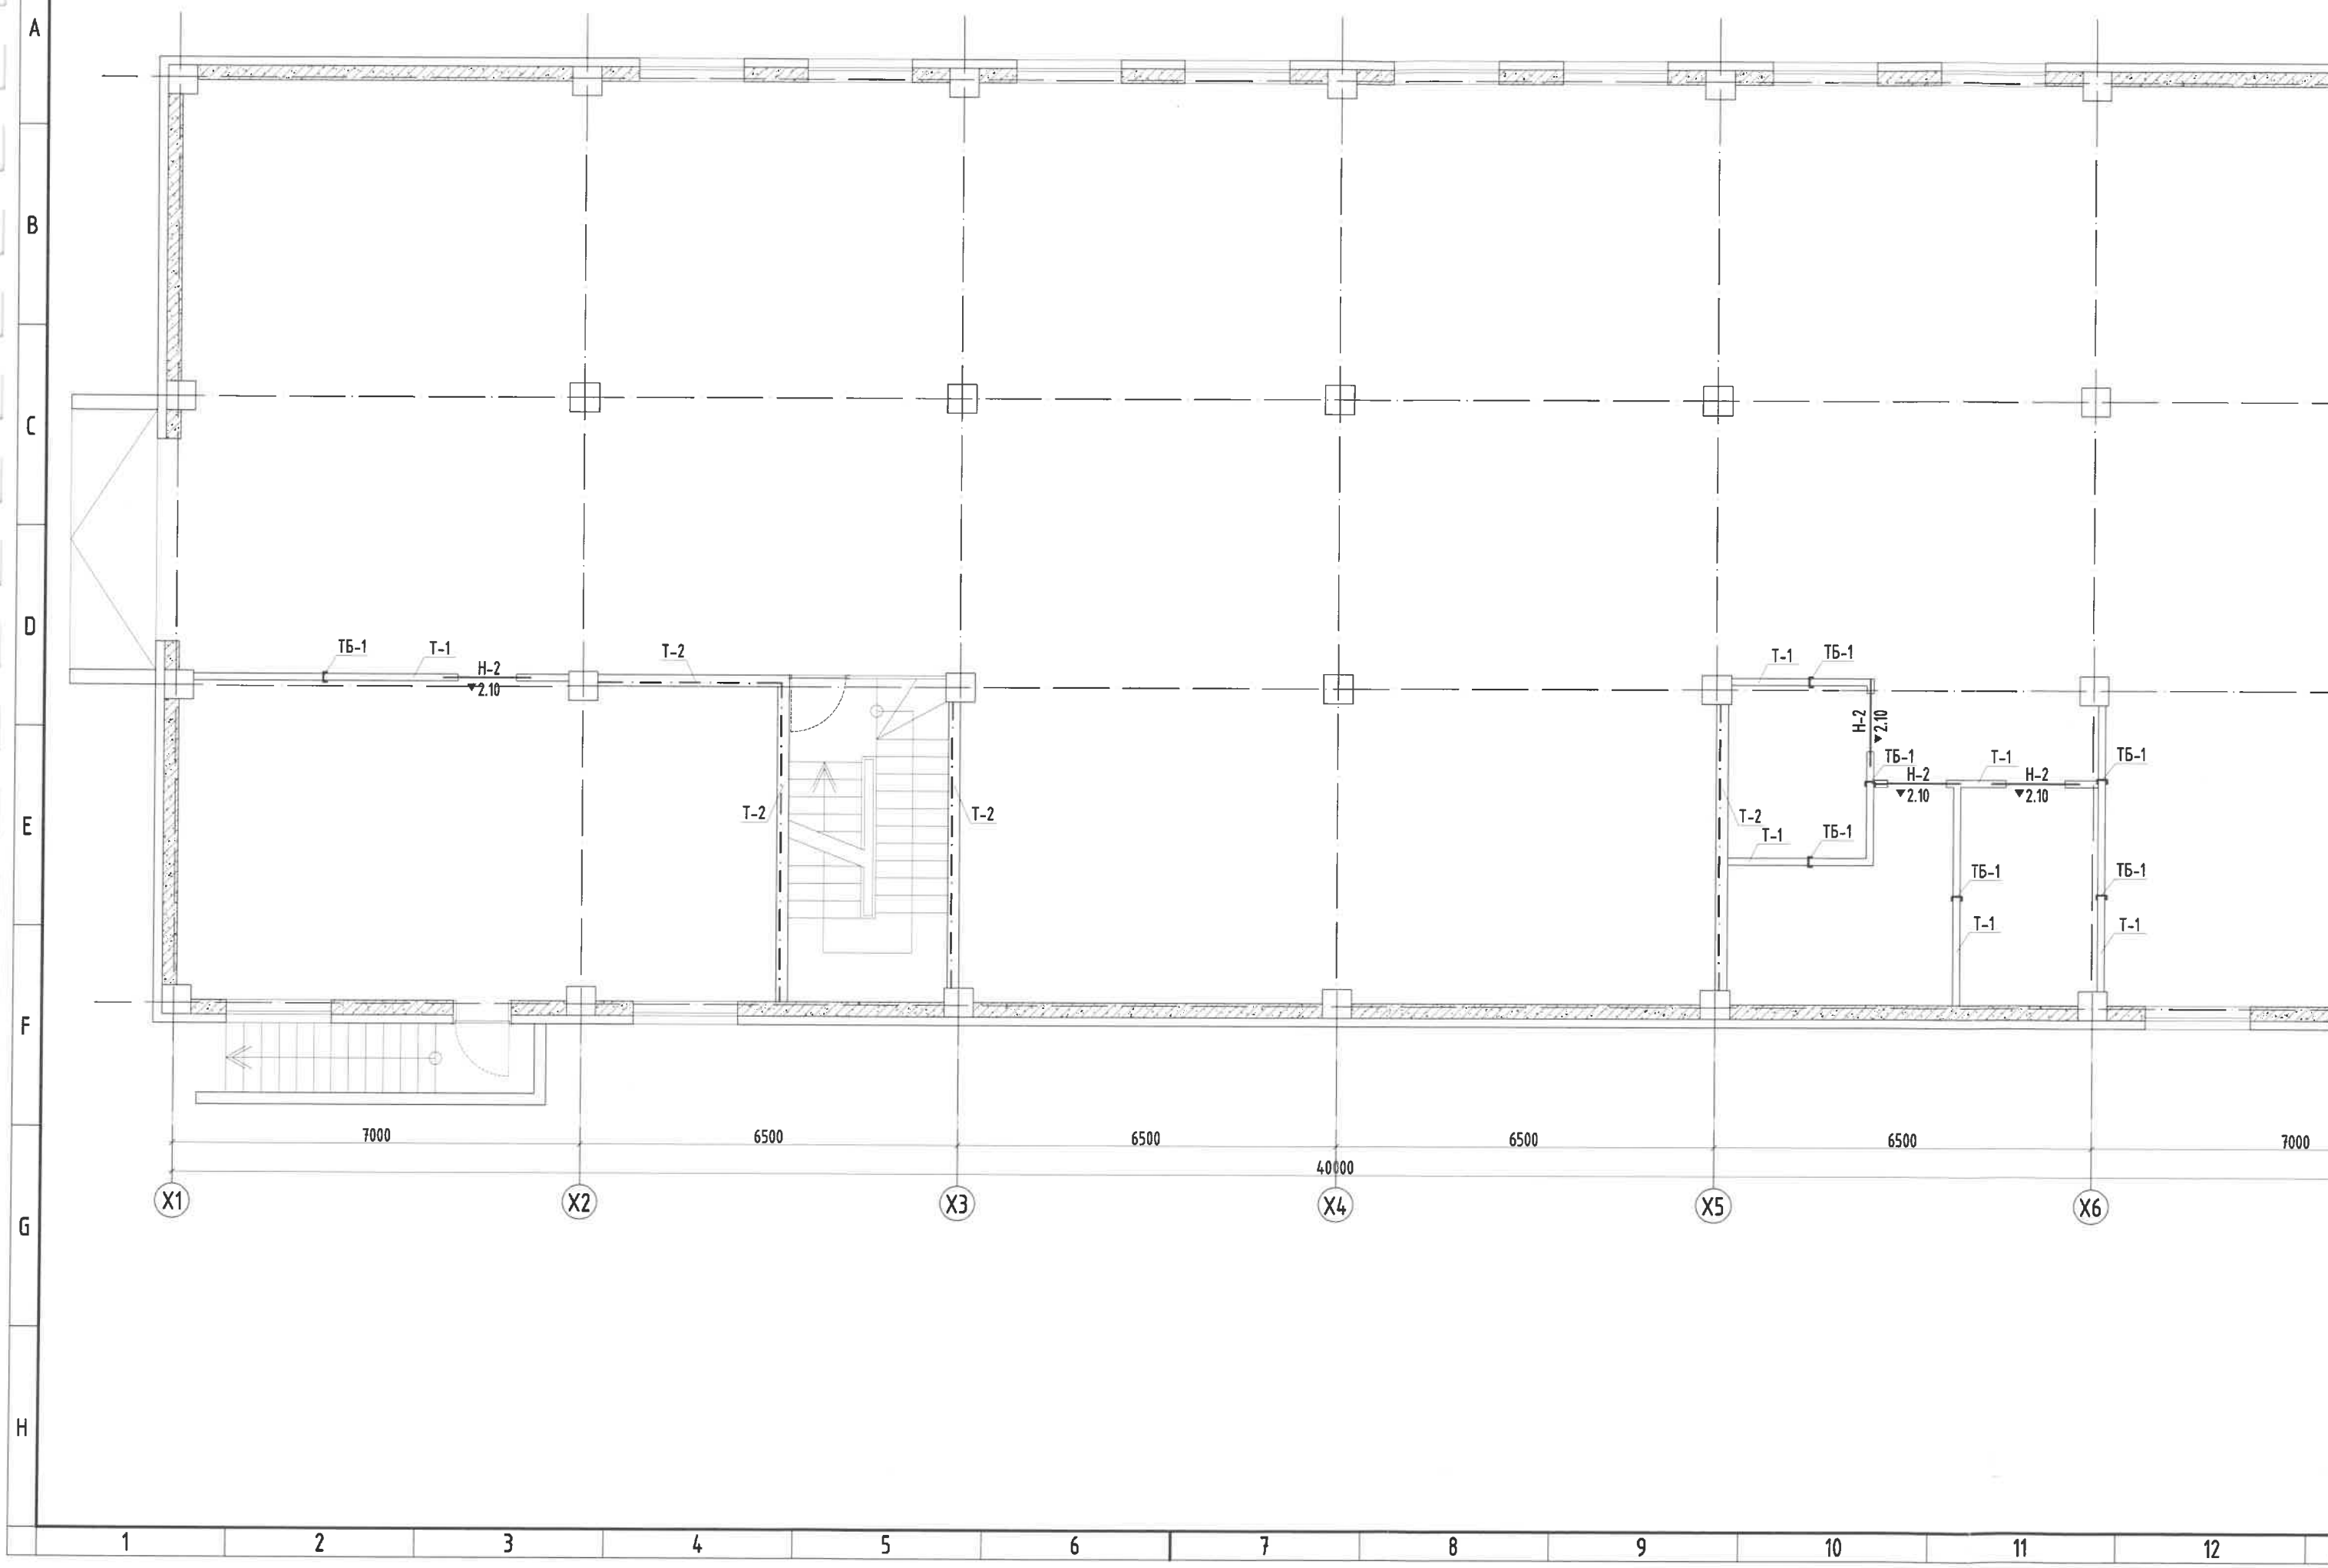 A
B
C
D
ТБ-1
Т-1
Н-2
▼2.10
Т-2
Т-1
ТБ-1
Н-2
▼2.10
ТБ-1
Н-2
▼2.10
Т-1
Н-2
▼2.10
ТБ-1
E
Т-2
Т-2
Т-2
Т-1
ТБ-1
ТБ-1
ТБ-1
Т-1
Т-1
F
7000
6500
6500
6500
6500
7000
40000
X1
X2
X3
X4
X5
X6
G
H
1
2
3
4
5
6
7
8
9
10
11
12